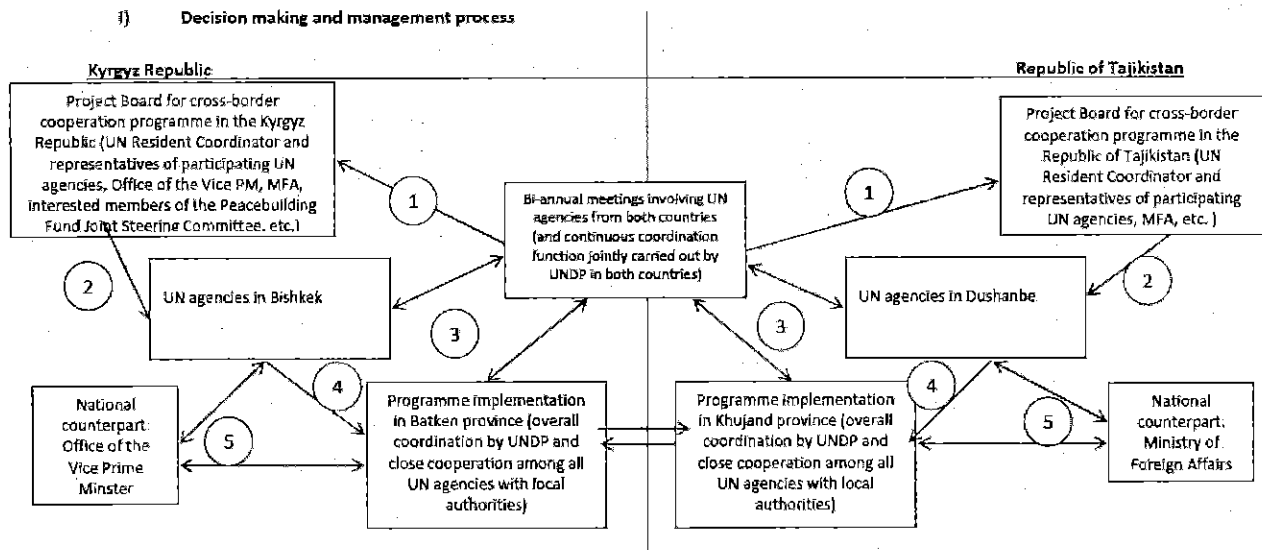 i) Decision making and management process
Kyrgyz Republic
Republic of Tajikistan
Project Board for cross-border
cooperation programme in the Kyrgyz
Republic (UN Resident Coordinator and
representatives of participating UN
agencies, Office of the Vice PM, MFA,
interested members of the Peacebuilding
Fund Joint Steering Committee, etc.)
Project Board for cross-border
cooperation programme in the
Republic of Tajikistan (UN
Resident Coordinator and
representatives of participating
UN agencies, MFA, etc. )
1
Bi-annual meetings involving UN
agencies from both countries
(and continuous coordination
function jointly carried out by
UNDP in both countries)
1
2
UN agencies in Bishkek
3
3
UN agencies in Dushanbe
2
National
counterpart:
Office of the
Vice Prime
Minster
4
5
Programme implementation
in Batken province (overall
coordination by UNDP and
close cooperation among all
UN agencies with local
authorities)
Programme implementation
in Khujand province (overall
coordination by UNDP and
close cooperation among all
UN agencies with local
authorities)
4
5
National
counterpart:
Ministry of
Foreign Affairs